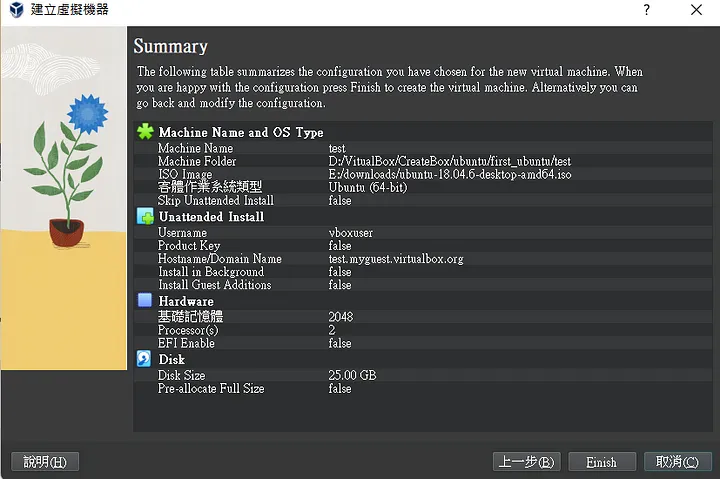 建立虛擬機器
?
Summary
The following table summarizes the configuration you have chosen for the new virtual machine. When
you are happy with the configuration press Finish to create the virtual machine. Alternatively you can
go back and modify the configuration.
Machine Name and OS Type
Machine Name test
Machine Folder D:/VitualBox/CreateBox/ubuntu/first_ubuntu/test
ISO Image E:/downloads/ubuntu-18.04.6-desktop-amd64.iso
客體作業系統類型 Ubuntu (64-bit)
Skip Unattended Install false
Unattended Install
Username vboxuser
Product Key false
Hostname/Domain Name test.myguest.virtualbox.org
Install in Background false
Install Guest Additions false
Hardware
基礎記憶體 2048
Processor(s) 2
EFI Enable false
Disk
Disk Size 25.00 GB
Pre-allocate Full Size false
說明(H) 上一步(B) Finish 取消(C)